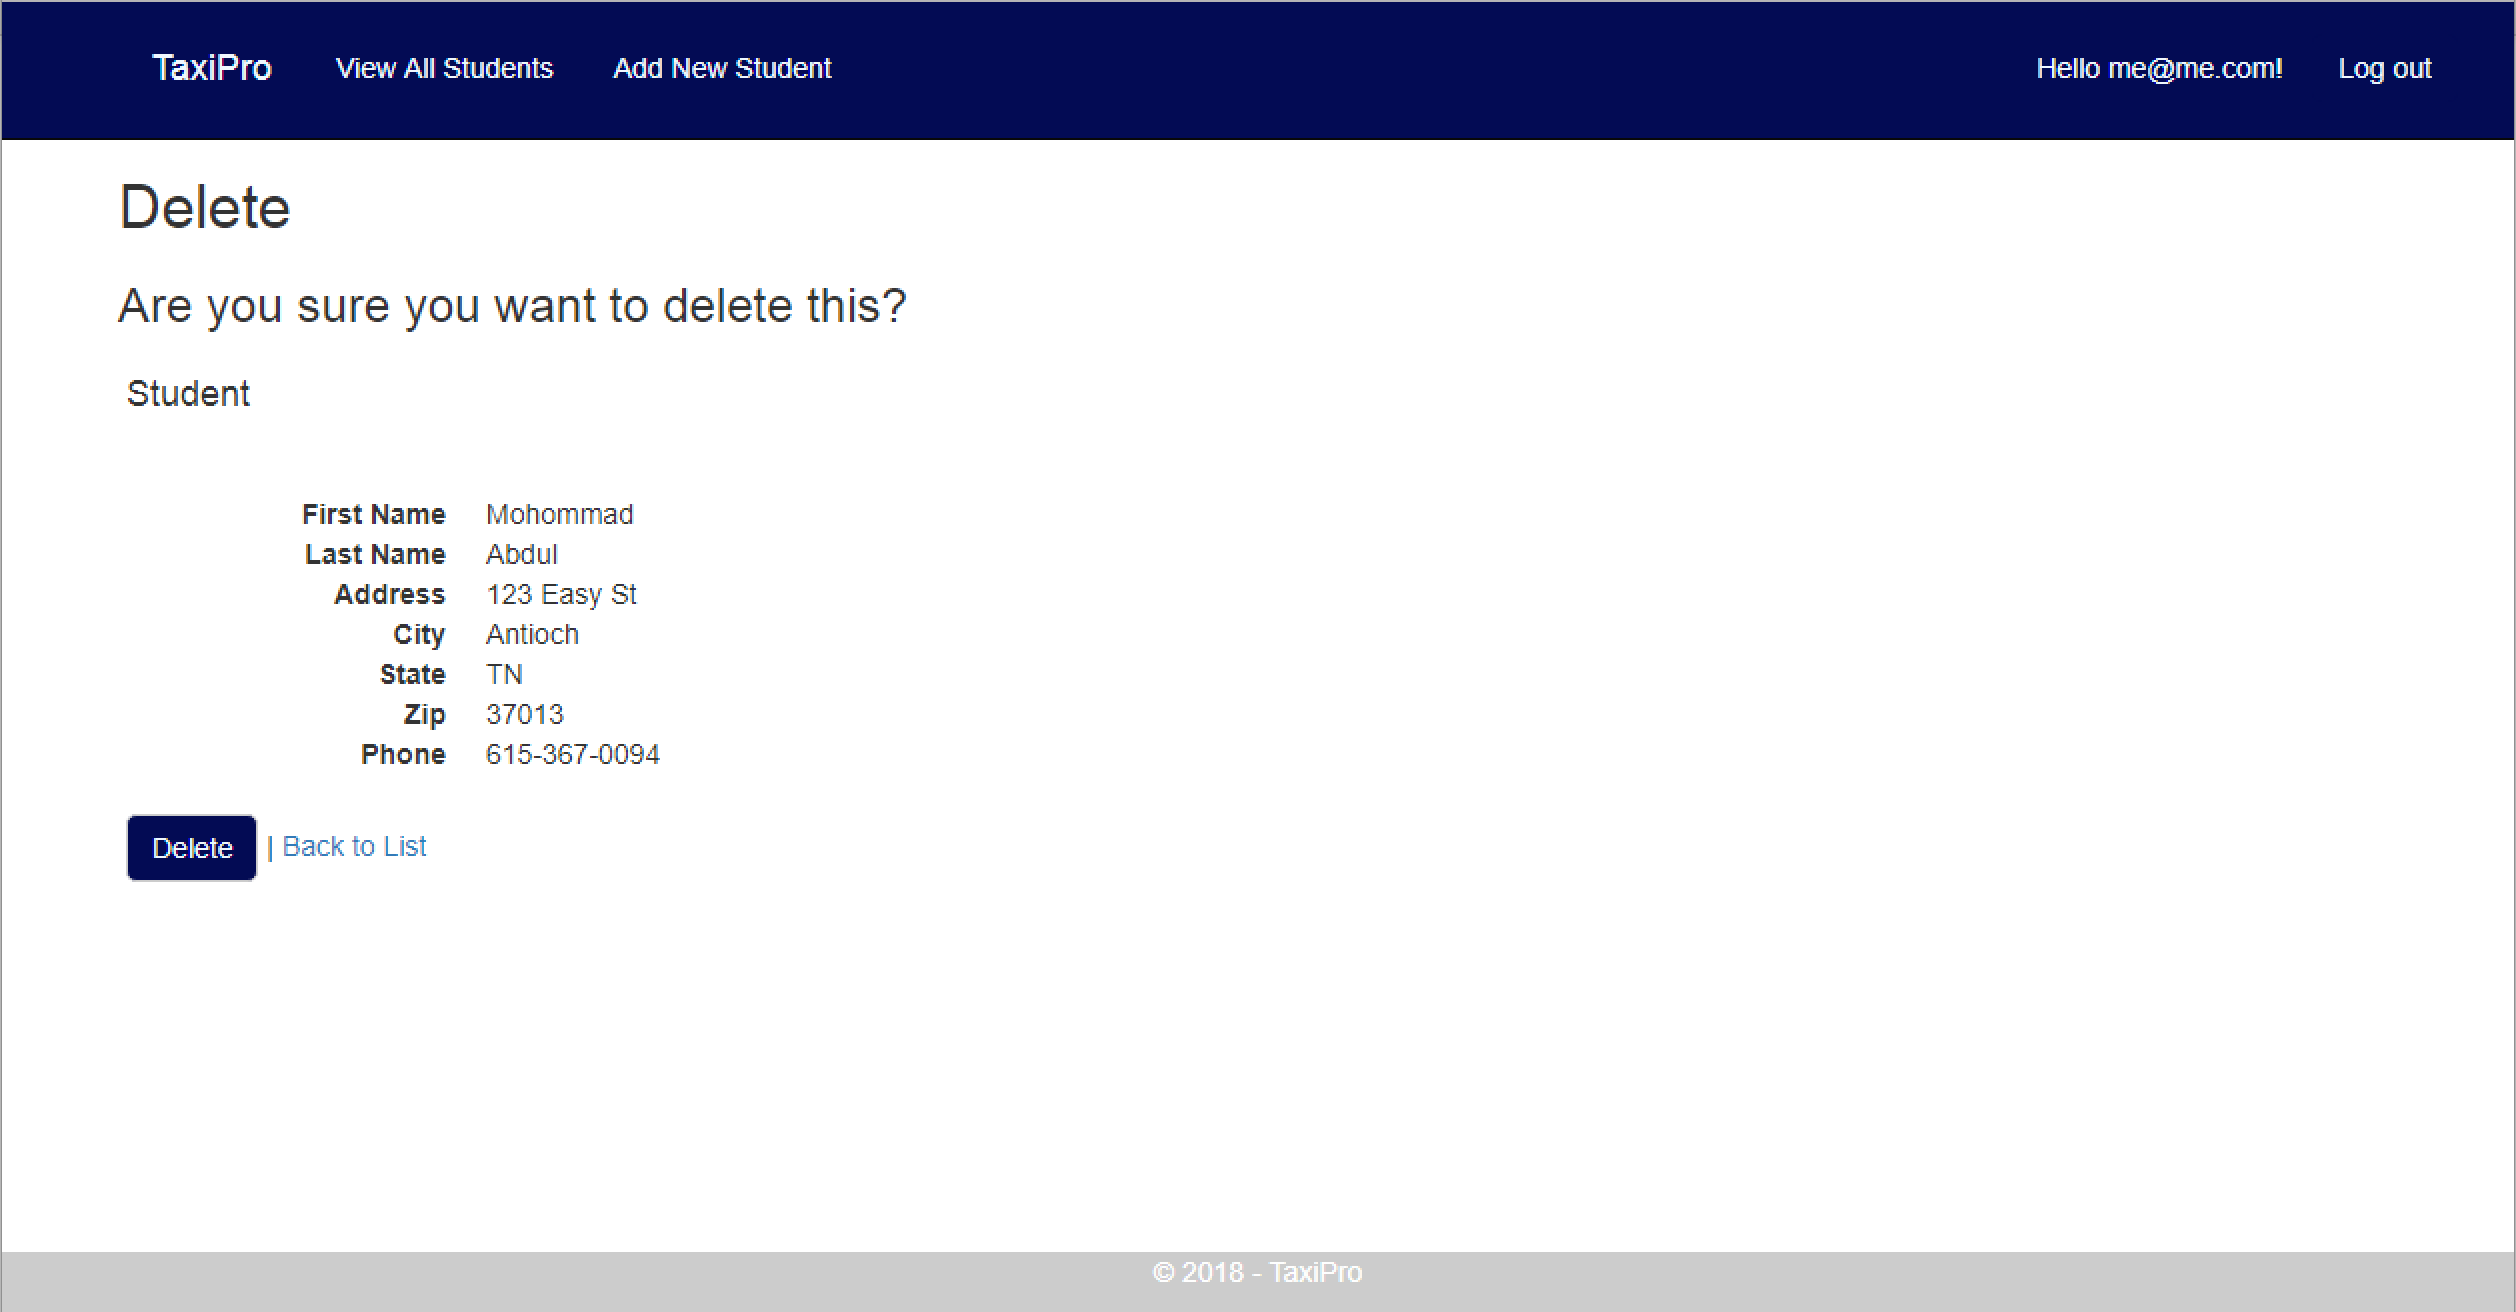 TaxiPro View All Students Add New Student Hello me@me.com! Log out
Delete
Are you sure you want to delete this?
Student
First Name Mohommad
Last Name Abdul
Address 123 Easy St
City Antioch
State TN
Zip 37013
Phone 615-367-0094
Delete | Back to List
© 2018 - TaxiPro